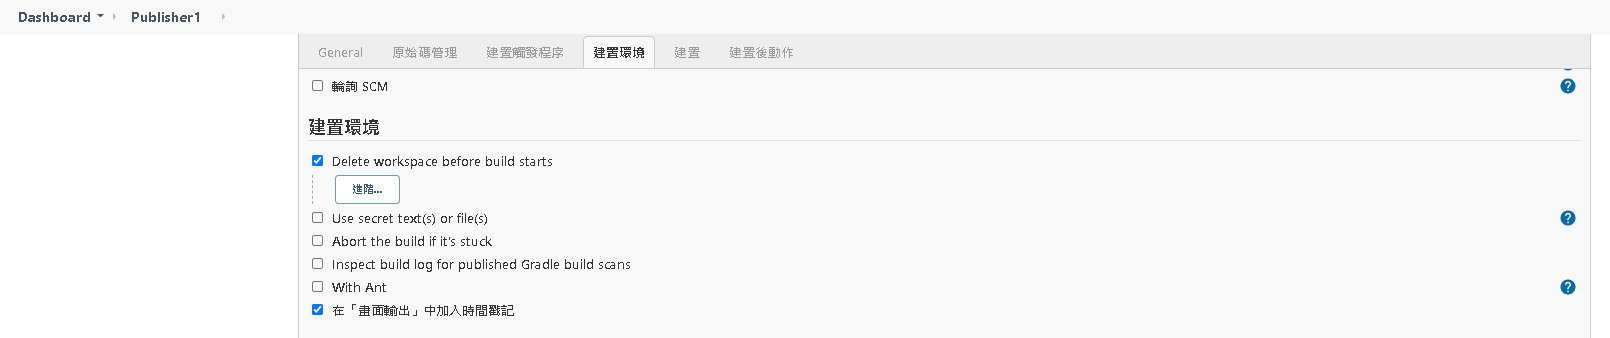 Dashboard Publisher1
General 原始碼管理 建置觸發程序 建置環境 建置 建置後動作
輪詢 SCM
?
建置環境
Delete workspace before build starts
進階...
Use secret text(s) or file(s)
?
Abort the build if it's stuck
Inspect build log for published Gradle build scans
With Ant
?
在「畫面輸出」中加入時間戳記